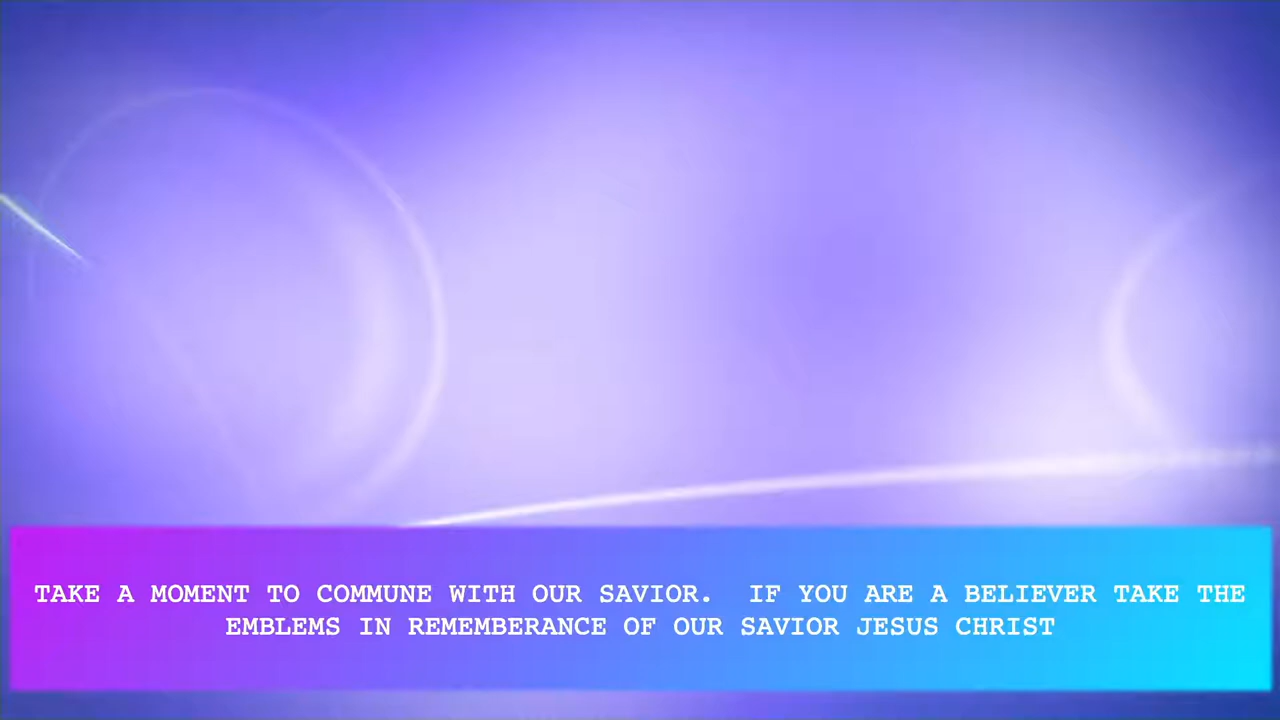 TAKE A MOMENT TO COMMUNE WITH OUR SAVIOR.  IF YOU ARE A BELIEVER TAKE THE
EMBLEMS IN REMEMBERANCE OF OUR SAVIOR JESUS CHRIST